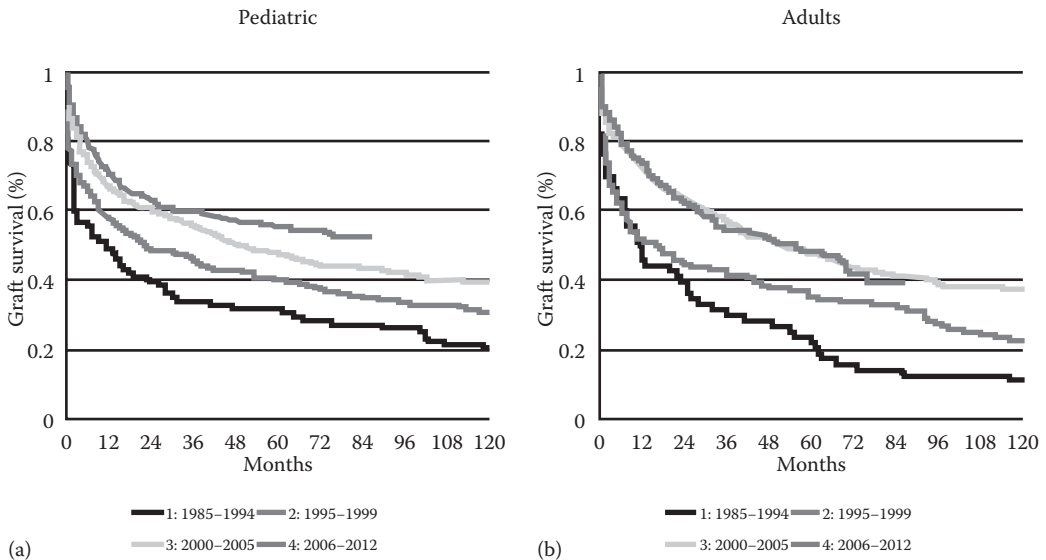 Pediatric
1
0.8
0.6
0.4
0.2
0
Graft survival (%)
0 12 24 36 48 60 72 84 96 108 120
Months
1: 1985–1994 2: 1995–1999
3: 2000–2005 4: 2006–2012
(a)
Adults
1
0.8
0.6
0.4
0.2
0
Graft survival (%)
0 12 24 36 48 60 72 84 96 108 120
Months
1: 1985–1994 2: 1995–1999
3: 2000–2005 4: 2006–2012
(b)